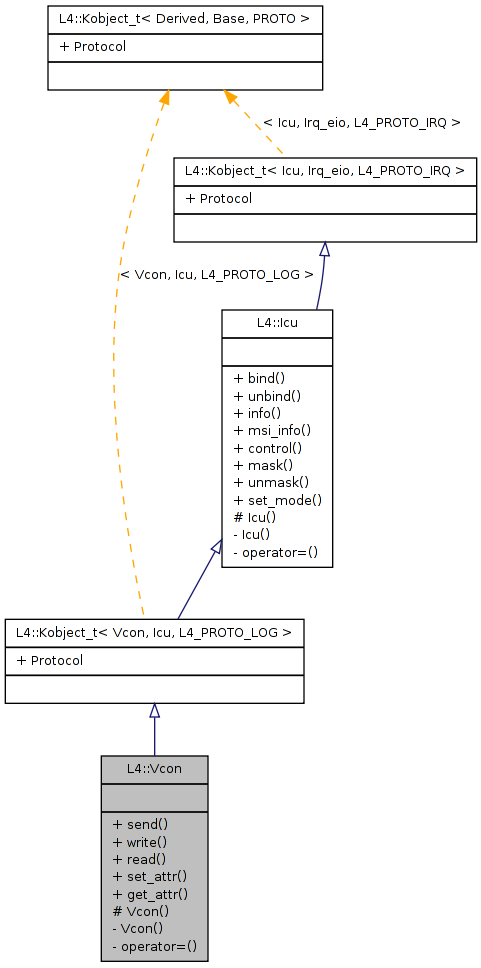 L4::Kobject_t< Derived, Base, PROTO >
+ Protocol
< Icu, Irq_eio, L4_PROTO_IRQ >
L4::Kobject_t< Icu, Irq_eio, L4_PROTO_IRQ >
+ Protocol
< Vcon, Icu, L4_PROTO_LOG >
L4::Icu
+ bind()
+ unbind()
+ info()
+ msi_info()
+ control()
+ mask()
+ unmask()
+ set_mode()
# Icu()
- Icu()
- operator=()
L4::Kobject_t< Vcon, Icu, L4_PROTO_LOG >
+ Protocol
L4::Vcon
+ send()
+ write()
+ read()
+ set_attr()
+ get_attr()
# Vcon()
- Vcon()
- operator=()